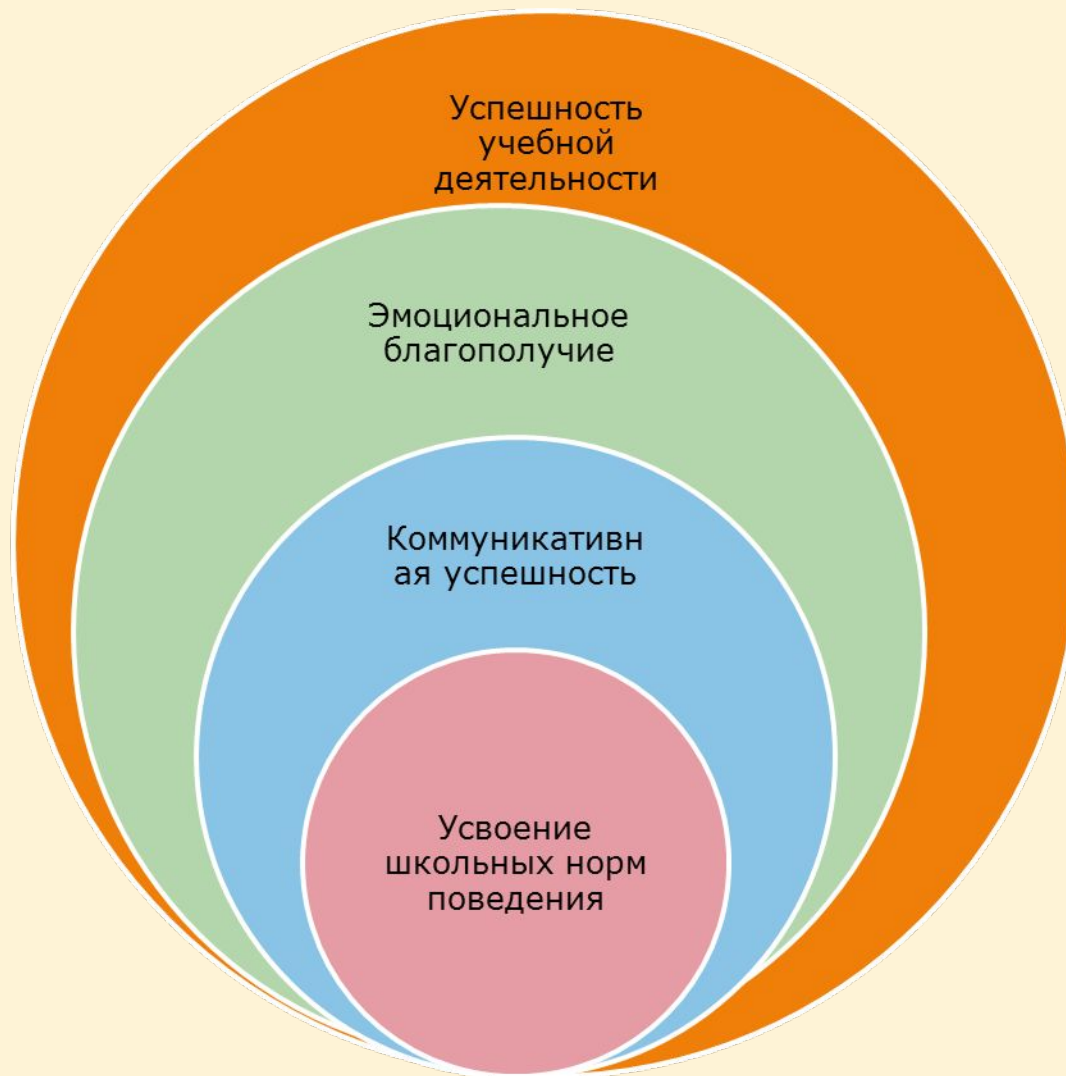 Успешность
учебной
деятельности
Эмоциональное
благополучие
Коммуникативн
ая успешность
Усвоение
школьных норм
поведения